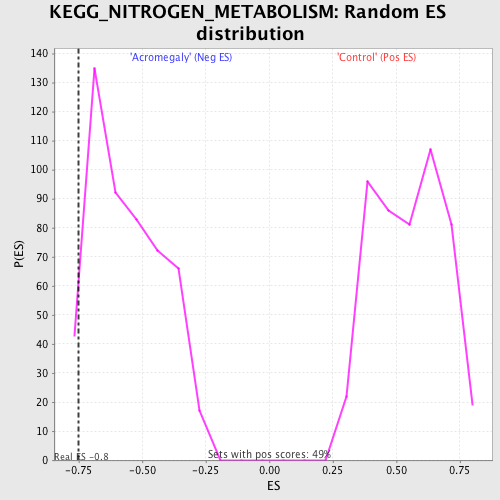 KEGG_NITROGEN_METABOLISM: Random ES
distribution
'Acromegaly' (Neg ES)
'Control' (Pos ES)
140
130
120
110
100
90
80
70
60
50
40
30
20
10
0
P(ES)
Real ES -0.8
Sets with pos scores: 49%
-0.75
-0.50
-0.25
0.00
0.25
0.50
0.75
ES